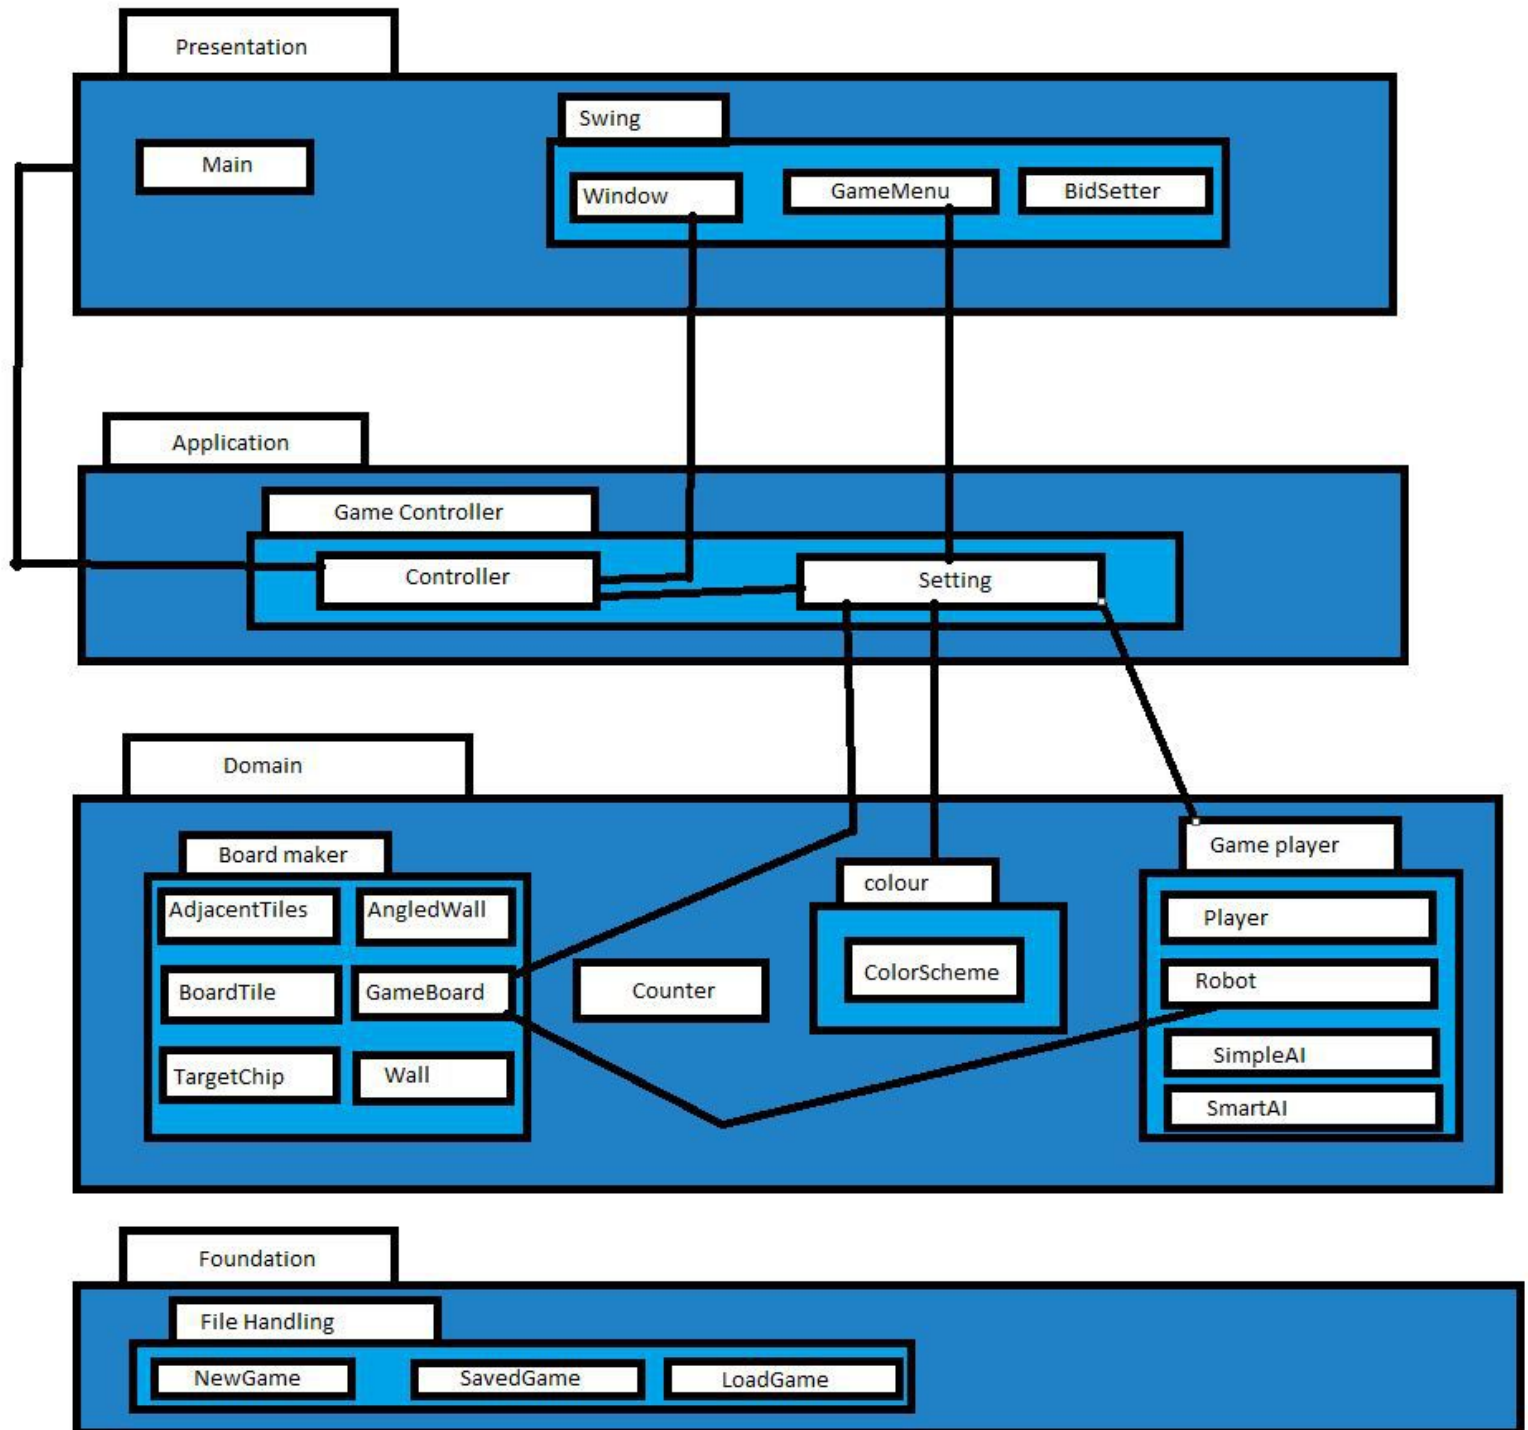 Presentation
Main
Swing
Window
GameMenu
BidSetter
Application
Game Controller
Controller
Setting
Domain
Board maker
AdjacentTiles
AngledWall
BoardTile
GameBoard
TargetChip
Wall
Counter
colour
ColorScheme
Game player
Player
Robot
SimpleAI
SmartAI
Foundation
File Handling
NewGame
SavedGame
LoadGame